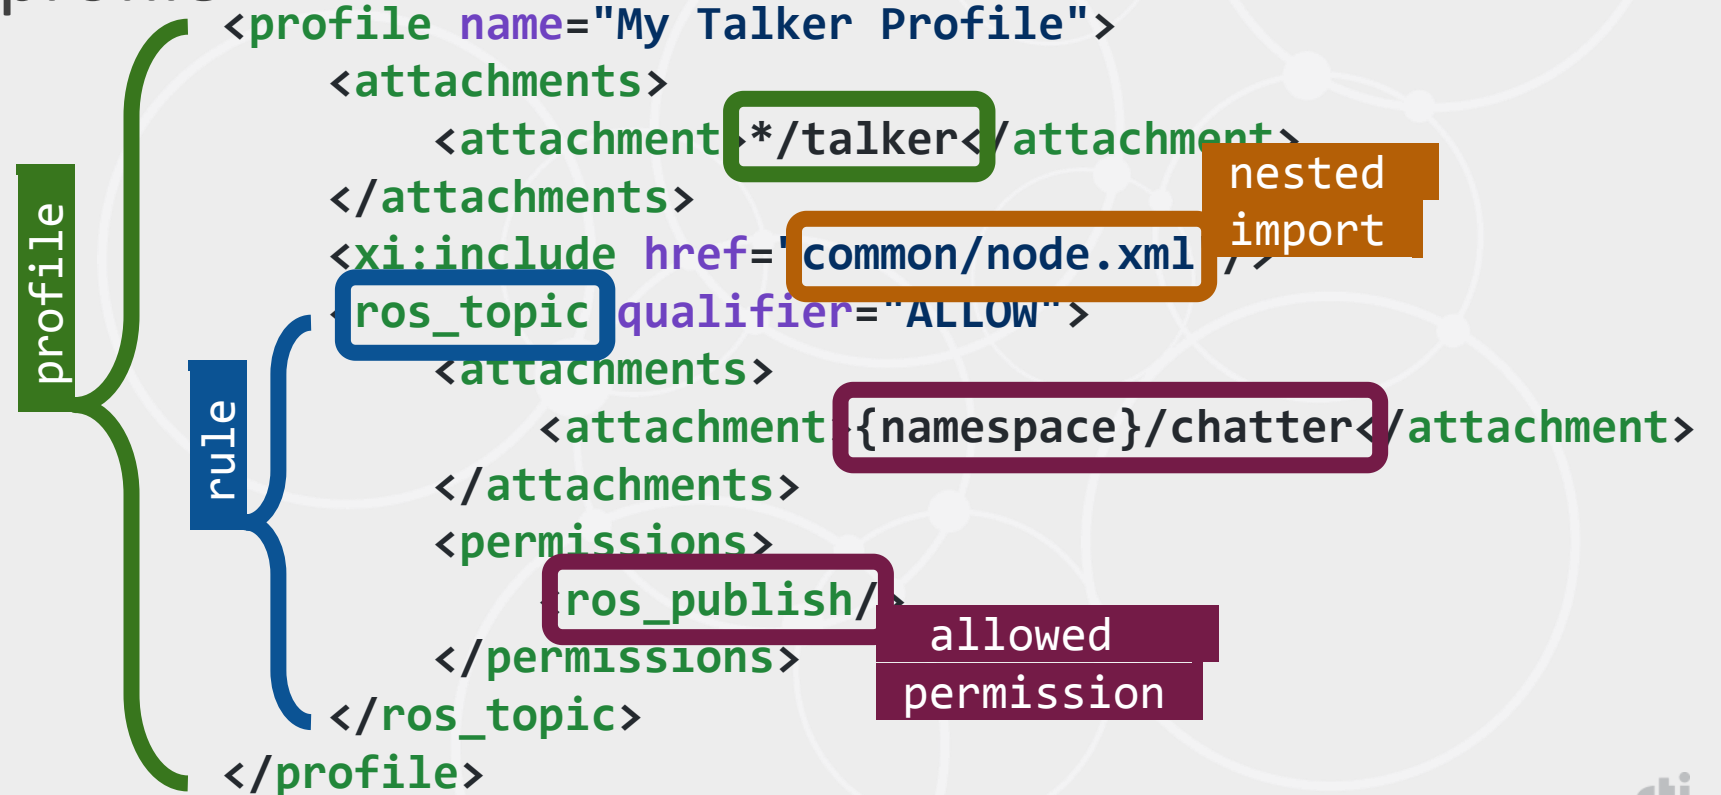 <profile name="My Talker Profile">
<attachments>
<attachment>*/talker</attachment>
</attachments>
<xi:include href="common/node.xml"/>
<ros_topic qualifier="ALLOW">
<attachments>
<attachment>{namespace}/chatter</attachment>
</attachments>
<permissions>
<ros_publish/>
</permissions>
</ros_topic>
</profile>
profile
rule
nested
import
allowed
permission